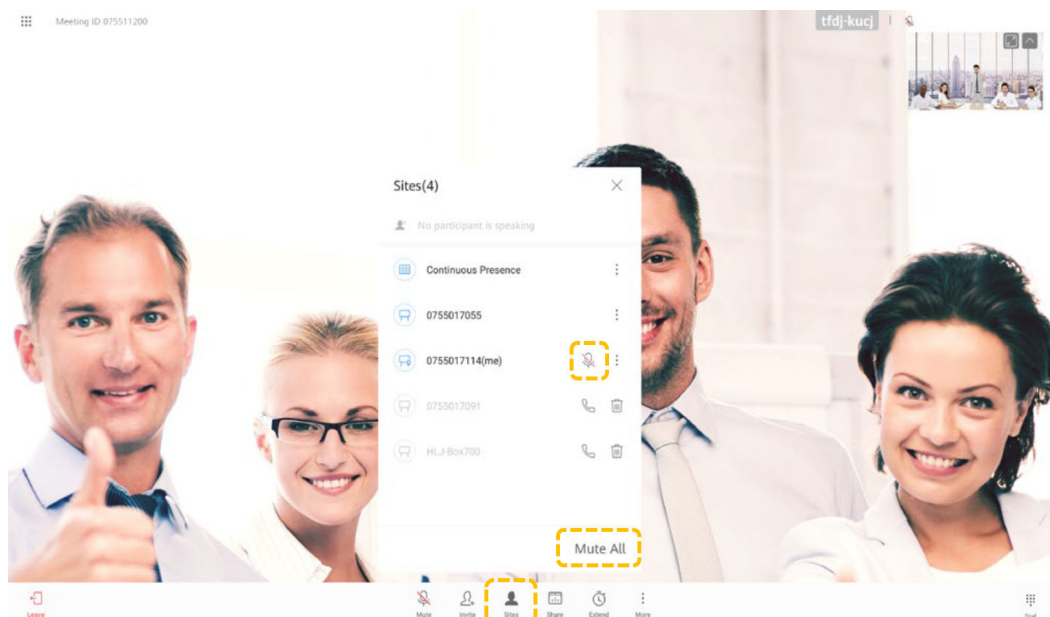 Meeting ID 075511200
tfdj-kucj
Sites(4)
No participant is speaking
Continuous Presence
0755017055
0755017114(me)
0755017091
HLJ-Box700
Mute All
Leave
Mute
Invite
Sites
Share
Extend
More